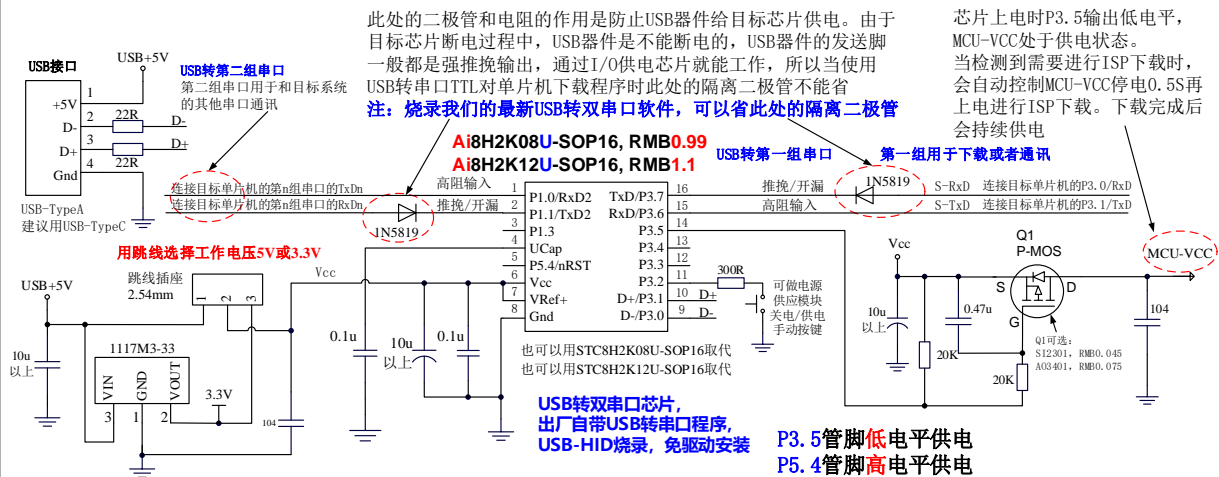 此处的二极管和电阻的作用是防止USB器件给目标芯片供电。由于
目标芯片断电过程中，USB器件是不能断电的，USB器件的发送脚
一般都是强推挽输出，通过I/O供电芯片就能工作，所以当使用
USB转串口TTL对单片机下载程序时此处的隔离二极管不能省
注：烧录我们的最新USB转双串口软件，可以省此处的隔离二极管
芯片上电时P3.5输出低电平，
MCU-VCC处于供电状态。
当检测到需要进行ISP下载时，
会自动控制MCU-VCC停电0.5S再
上电进行ISP下载。下载完成后
会持续供电
USB接口
USB+5V
+5V
D-
D+
Gnd
1
2
3
4
22R
22R
D-
D+
USB-TypeA
建议用USB-TypeC
USB转第二组串口
第二组串口用于和目标系统
的其他串口通讯
Ai8H2K08U-SOP16, RMB0.99
Ai8H2K12U-SOP16, RMB1.1
USB转第一组串口
第一组用于下载或者通讯
连接目标单片机的第n组串口的TxDn
连接目标单片机的第n组串口的RxDn
高阻输入
推挽/开漏
1N5819
1 P1.0/RxD2 TxD/P3.7 16
2 P1.1/TxD2 RxD/P3.6 15
3 P1.3 P3.5 14
4 UCap P3.4 13
5 P5.4/nRST P3.3 12
6 Vcc P3.2 11
7 VRef+ D+/P3.1 10 D+
8 Gnd D-/P3.0 9 D-
推挽/开漏
高阻输入
1N5819
S-RxD 连接目标单片机的P3.0/RxD
S-TxD 连接目标单片机的P3.1/TxD
300R
可做电源
供应模块
关电/供电
手动按键
用跳线选择工作电压5V或3.3V
USB+5V
跳线插座
2.54mm
1 2 3
Vcc
10u
以上
1117M3-33
VIN
GND
VOUT
3 1 2
3.3V
104
0.1u
10u
以上
0.1u
也可以用STC8H2K08U-SOP16取代
也可以用STC8H2K12U-SOP16取代
USB转双串口芯片，
出厂自带USB转串口程序，
USB-HID烧录，免驱动安装
Vcc
10u
以上
0.47u
20K
20K
Q1
P-MOS
S
D
G
Q1可选：
SI2301, RMB0.045
AO3401, RMB0.075
MCU-VCC
104
P3.5管脚低电平供电
P5.4管脚高电平供电